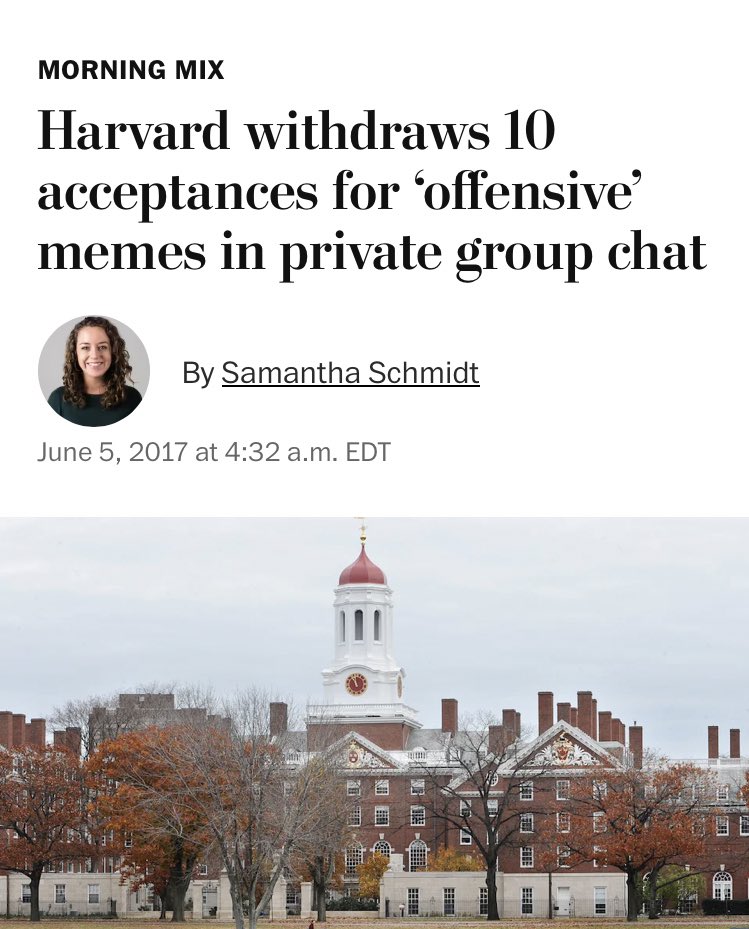 MORNING MIX
Harvard withdraws 10
acceptances for ‘offensive’
memes in private group chat
By Samantha Schmidt
June 5, 2017 at 4:32 a.m. EDT